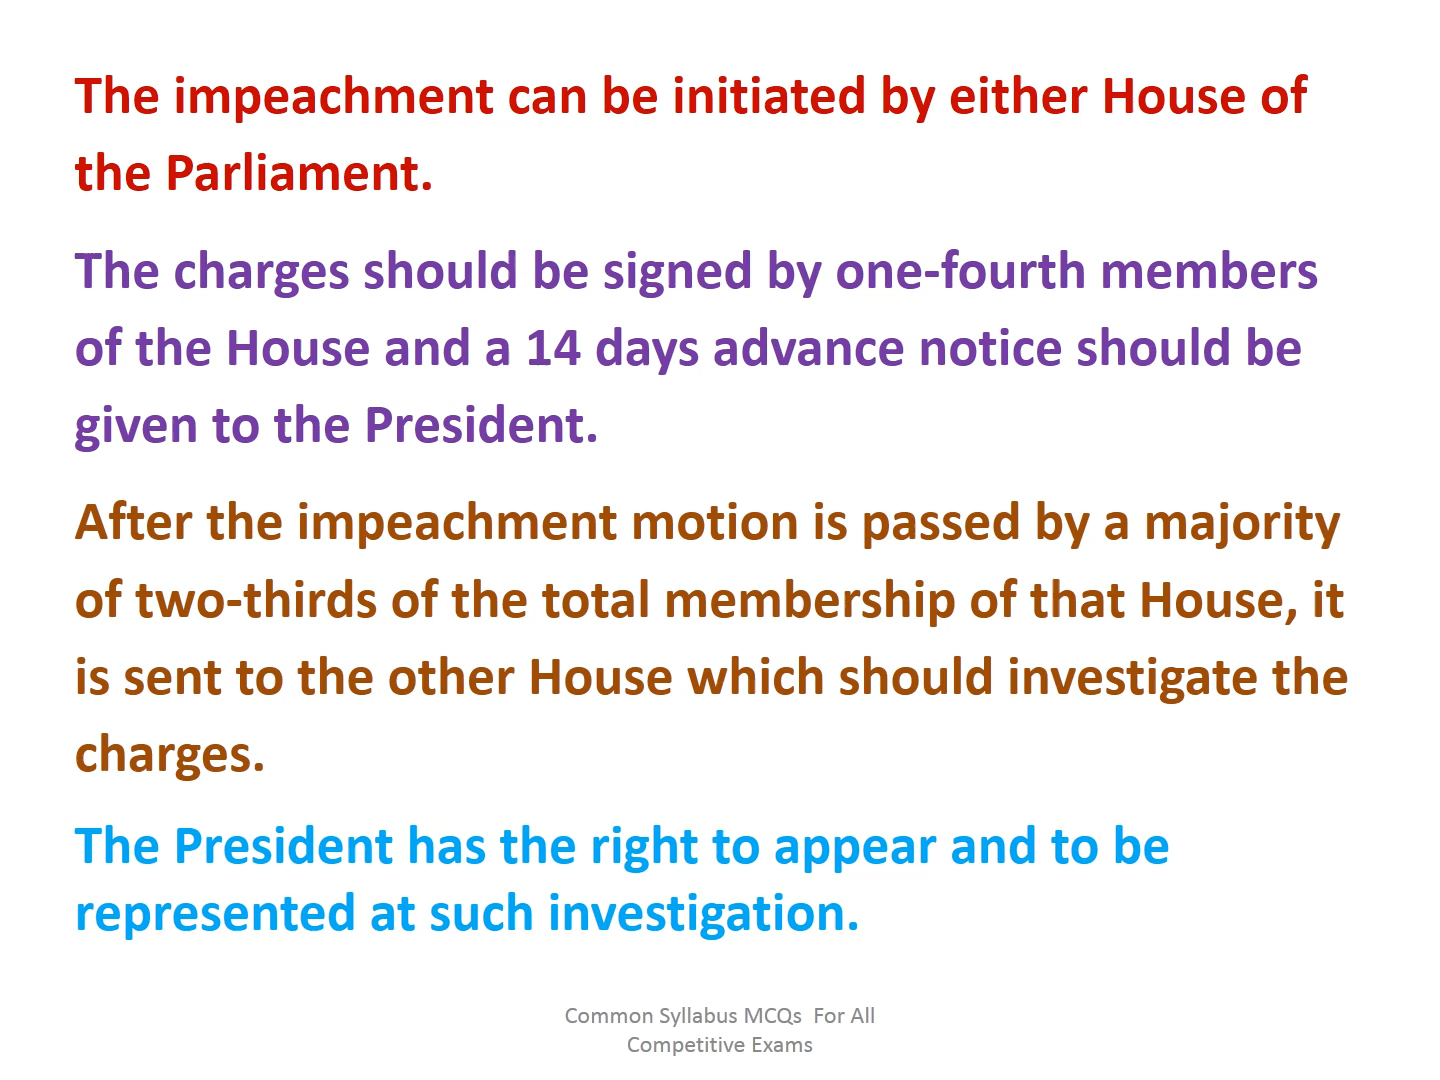 The impeachment can be initiated by either House of
the Parliament.
The charges should be signed by one-fourth members
of the House and a 14 days advance notice should be
given to the President.
After the impeachment motion is passed by a majority
of two-thirds of the total membership of that House, it
is sent to the other House which should investigate the
charges.
The President has the right to appear and to be
represented at such investigation.
Common Syllabus MCQs For All
Competitive Exams